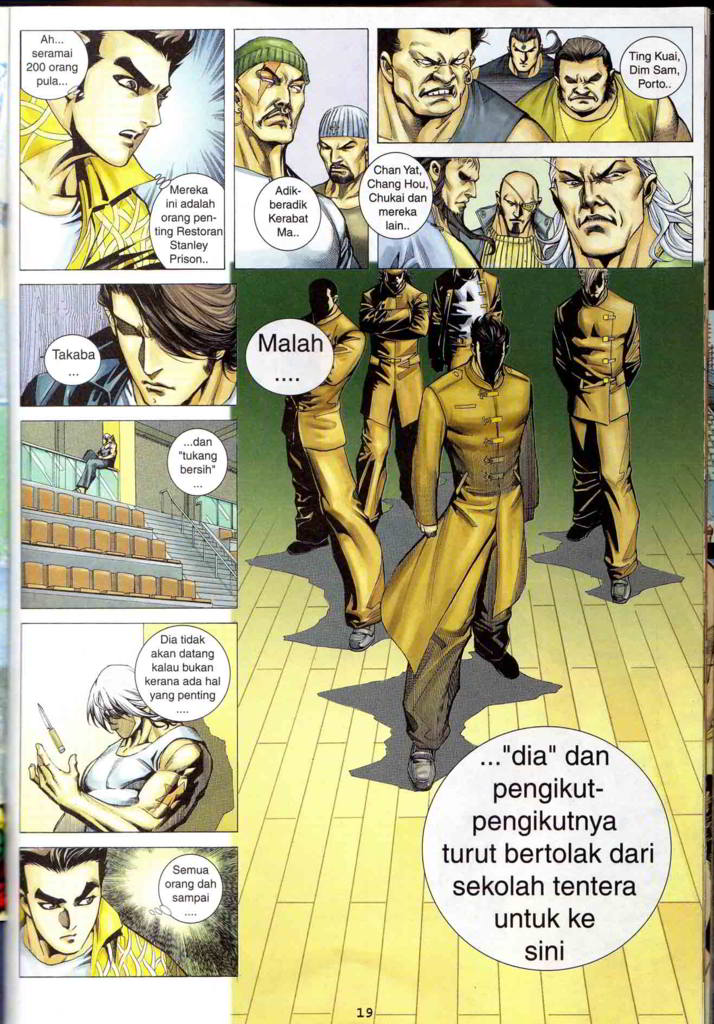 Ah...
seramai
200 orang
pula...
Mereka
ini adalah
orang pen-
ting Restoran
Stanley
Prison..
Adik-
beradik
Kerabat
Ma..
Ting Kuai,
Dim Sam,
Porto..
Chan Yat,
Chang Hou,
Chukai dan
mereka
lain..
Takaba
...
...dan
"tukang
bersih"
...
Dia tidak
akan datang
kalau bukan
kerana ada hal
yang penting
....
Semua
orang dah
sampai
....
Malah
....
..."dia" dan
pengikut-
pengikutnya
turut bertolak dari
sekolah tentera
untuk ke
sini
19